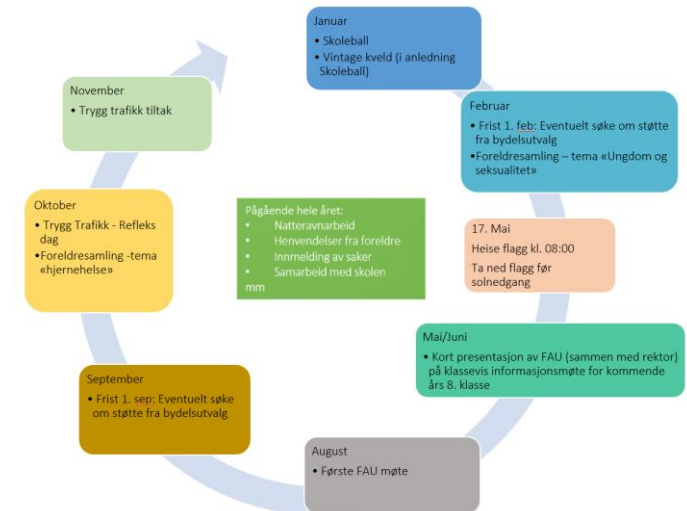 Januar
• Skoleball
• Vintage kveld (i anledning
Skoleball)
Februar
• Frist 1. feb: Eventuelt søke om støtte
fra bydelsutvalg
•Foreldresamling – tema «Ungdom og
seksualitet»
17. Mai
Heise flagg kl. 08:00
Ta ned flagg før
solnedgang
Mai/Juni
• Kort presentasjon av FAU (sammen med rektor)
på klassevis informasjonsmøte for kommende
års 8. klasse
August
• Første FAU møte
September
• Frist 1. sep: Eventuelt søke
om støtte fra bydelsutvalg
Oktober
• Trygg Trafikk - Refleks
dag
•Foreldresamling -tema
«hjernehelse»
November
• Trygg trafikk tiltak
Pågående hele året:
• Natteravnarbeid
• Henvendelser fra foreldre
• Innmelding av saker
• Samarbeid med skolen
mm